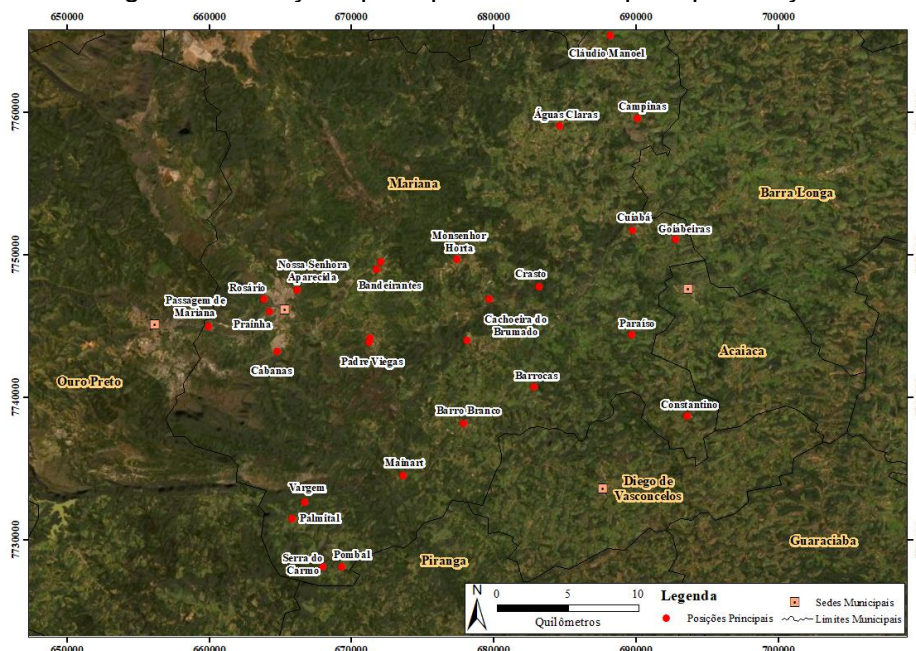 650000 660000 670000 680000 690000 700000
Cláudio Manoel
7760000
Campinas
Águas Claras
Mariana
Barra Longa
Cuiabá
Goiabeiras
Monsenhor
Horta
7750000
Nossa Senhora
Aparecida
Bandeirantes
Crasto
Rosário
Passagem de
Mariana
Prainha
Cachoeira do
Brumado
Paraíso
Acaiaca
Padre Viegas
Cabanas
Ouro Preto
Barrocas
7740000
Constantino
Barro Branco
Mainart
Diego de
Vasconcelos
Vargem
Palmital
7730000
Guaraciaba
Serra do
Carmo
Pombal
Piranga
N
0 5 10
Quilômetros
Legenda
Posições Principais
Sedes Municipais
Limites Municipais
650000 660000 670000 680000 690000 700000